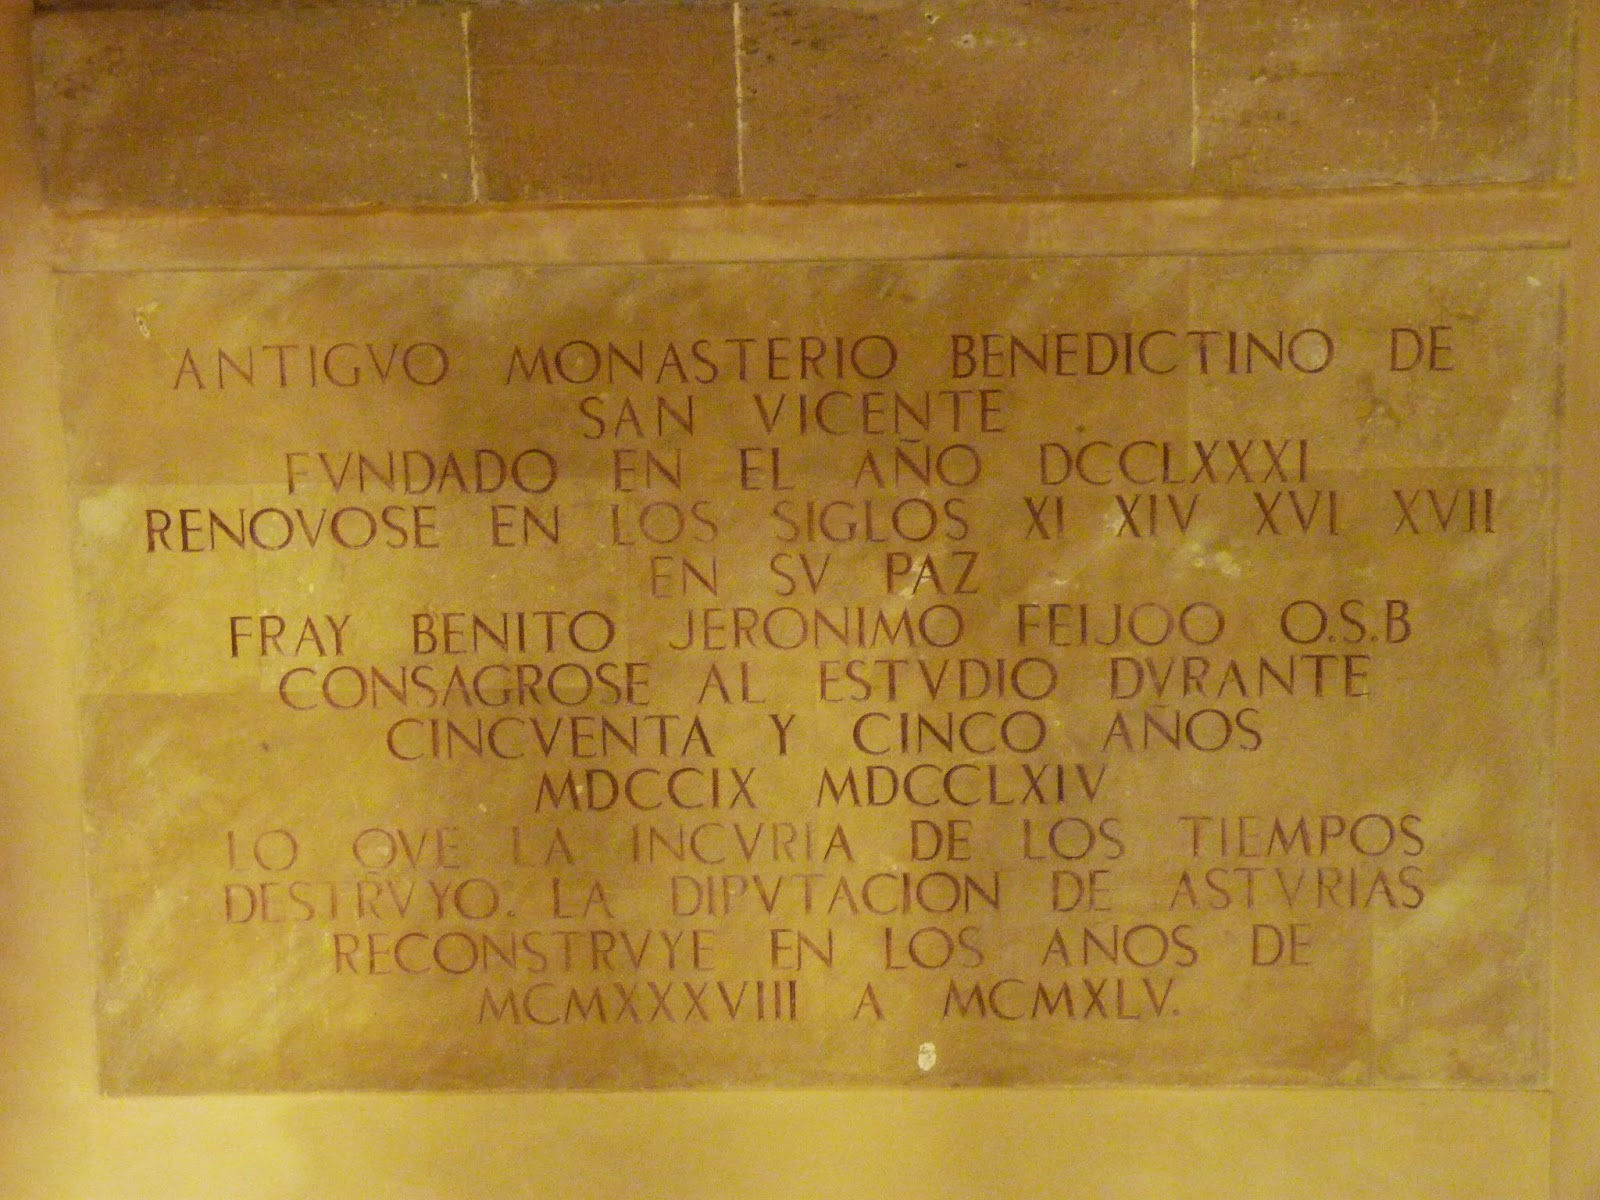 ANTIGVO MONASTERIO BENEDICTINO DE
SAN VICENTE
FVNDADO EN EL AÑO DCCLXXXI
RENOVOSE EN LOS SIGLOS XI XIV XVI XVII
EN SV PAZ
FRAY BENITO JERONIMO FEIJOO O.S.B
CONSAGROSE AL ESTVDIO DVRANTE
CINCVENTA Y CINCO AÑOS
MDCCIX MDCCLXIV
LO QVE LA INCVRIA DE LOS TIEMPOS
DESTRVYO. LA DIPVTACION DE ASTVRIAS
RECONSTRVYE EN LOS AÑOS DE
MCMXXXVIII A MCMXLV.